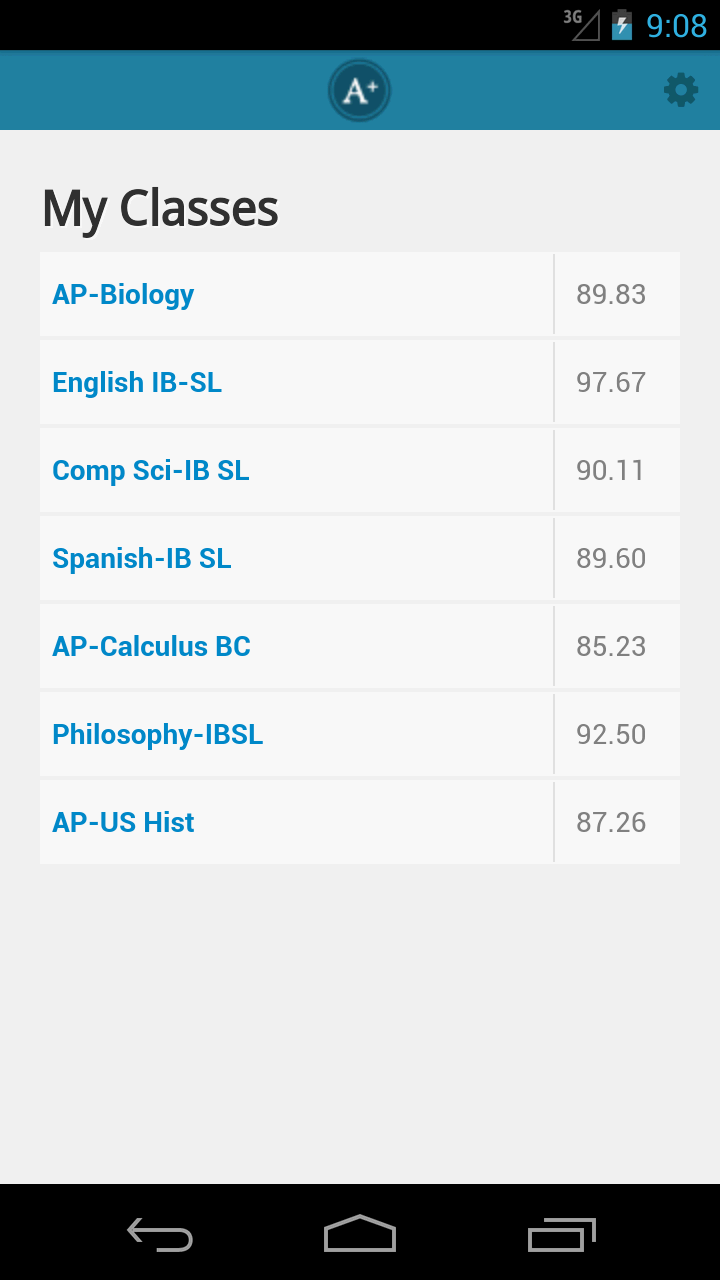 3G 9:08
A+
My Classes
AP-Biology 89.83
English IB-SL 97.67
Comp Sci-IB SL 90.11
Spanish-IB SL 89.60
AP-Calculus BC 85.23
Philosophy-IBSL 92.50
AP-US Hist 87.26